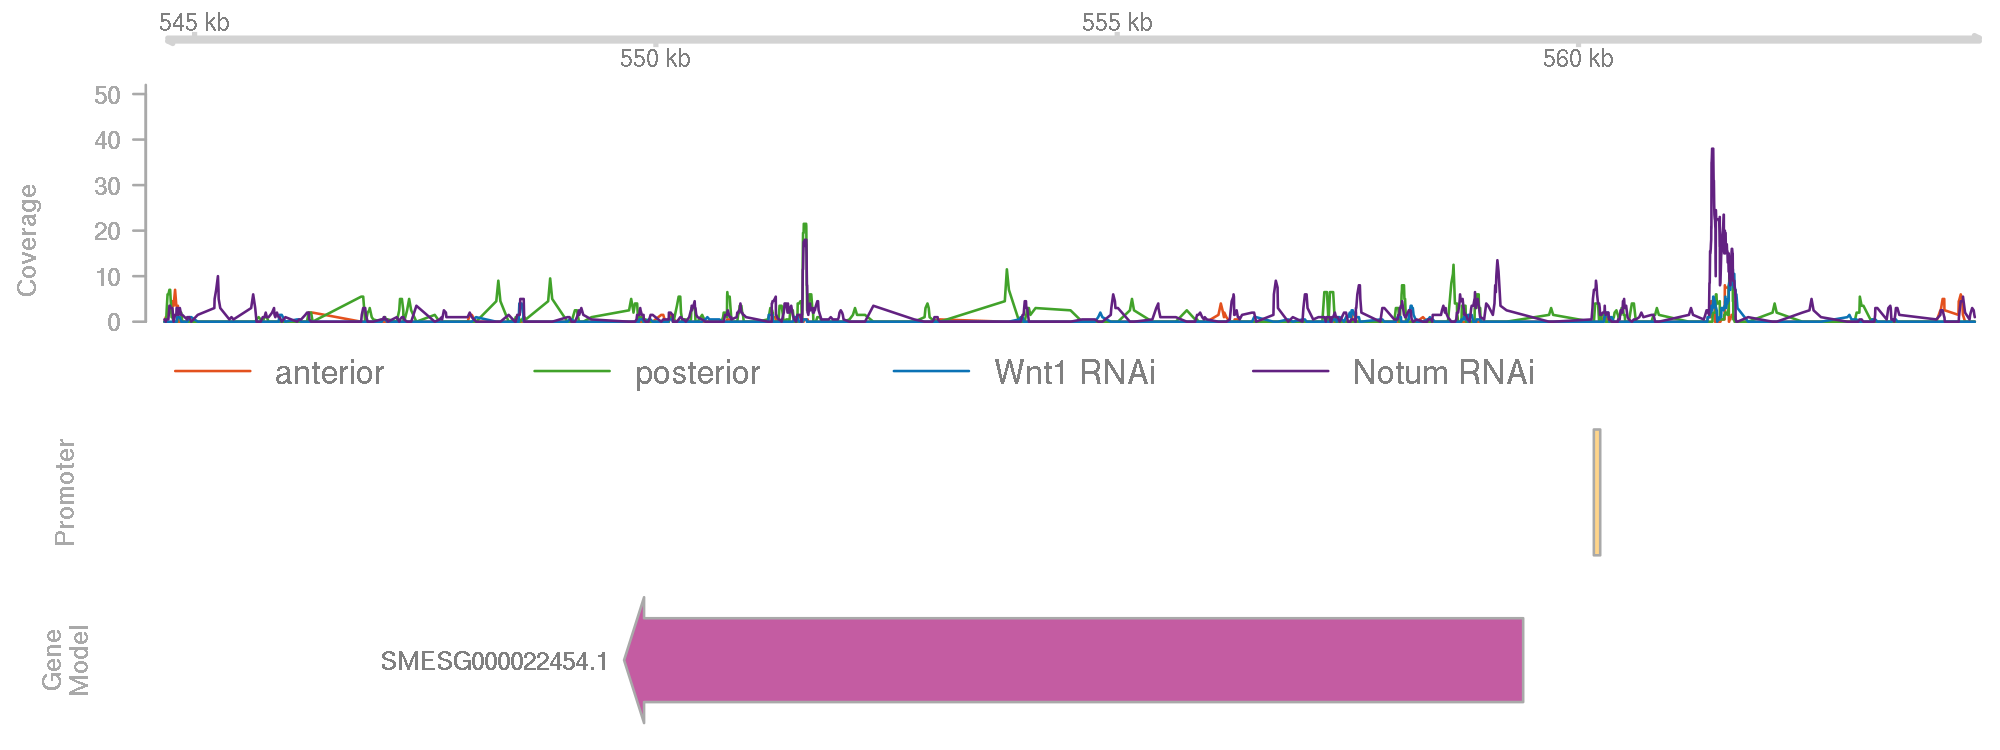 545 kb
555 kb
550 kb
560 kb
Coverage
50
40
30
20
10
0
anterior posterior Wnt1 RNAi Notum RNAi
Promoter
Gene
Model
SMESG000022454.1